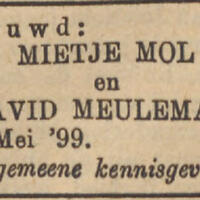 uwd:
MIETJE MOL
en
AVID MEULEMA
Mei '99.
gemeene kennisgev